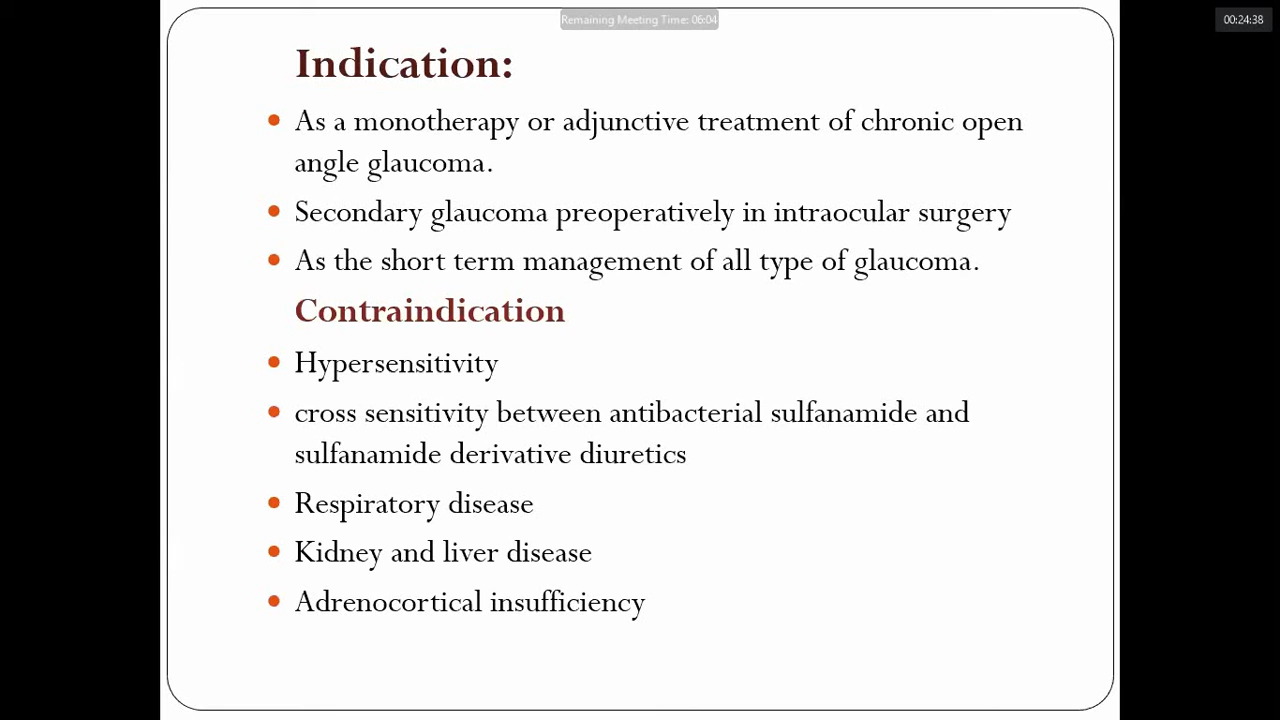 Remaining Meeting Time: 06:04
00:24:38
Indication:
As a monotherapy or adjunctive treatment of chronic open
angle glaucoma.
Secondary glaucoma preoperatively in intraocular surgery
As the short term management of all type of glaucoma.
Contraindication
Hypersensitivity
cross sensitivity between antibacterial sulfanamide and
sulfanamide derivative diuretics
Respiratory disease
Kidney and liver disease
Adrenocortical insufficiency